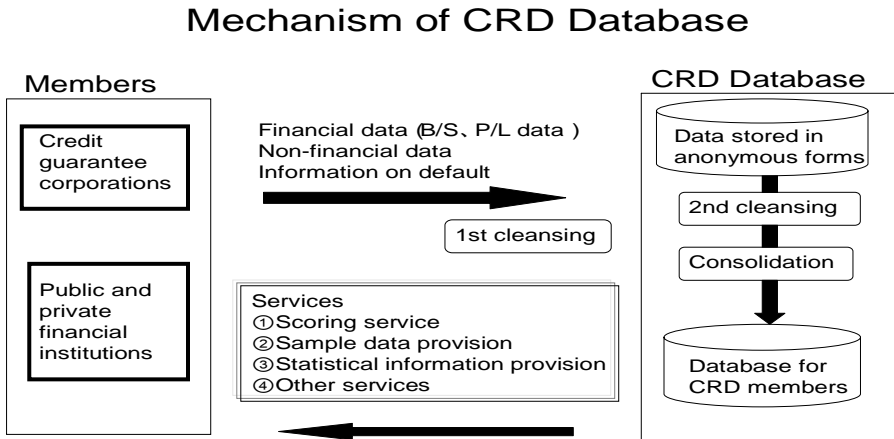 Mechanism of CRD Database
Members
Credit
guarantee
corporations
Public and
private
financial
institutions
Financial data (B/S、P/L data )
Non-financial data
Information on default
1st cleansing
Services
①Scoring service
②Sample data provision
③Statistical information provision
④Other services
CRD Database
Data stored in
anonymous forms
2nd cleansing
Consolidation
Database for
CRD members